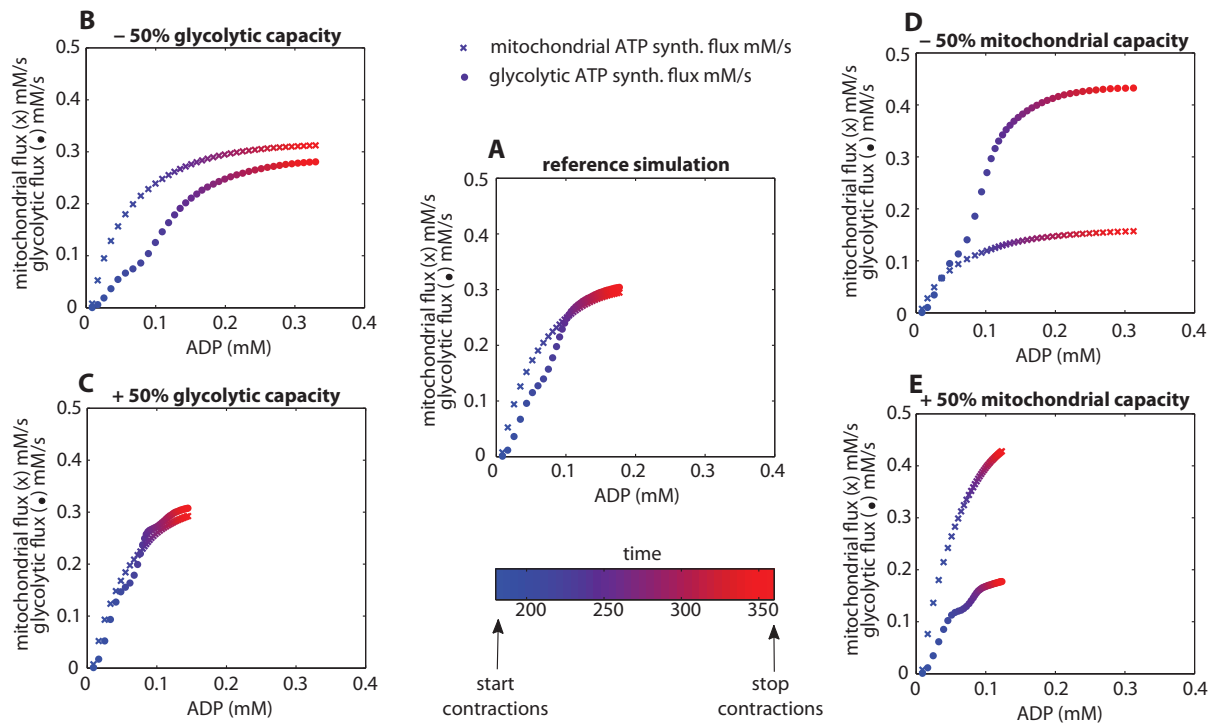 B
− 50% glycolytic capacity
mitochondrial flux (x) mM/s
glycolytic flux (•) mM/s
0.5
0.4
0.3
0.2
0.1
0
0 0.1 0.2 0.3 0.4
ADP (mM)
× mitochondrial ATP synth. flux mM/s
• glycolytic ATP synth. flux mM/s
D
− 50% mitochondrial capacity
mitochondrial flux (x) mM/s
glycolytic flux (•) mM/s
0.5
0.4
0.3
0.2
0.1
0
0 0.1 0.2 0.3 0.4
ADP (mM)
A
reference simulation
mitochondrial flux (x) mM/s
glycolytic flux (•) mM/s
0.5
0.4
0.3
0.2
0.1
0
0 0.1 0.2 0.3 0.4
ADP (mM)
C
+ 50% glycolytic capacity
mitochondrial flux (x) mM/s
glycolytic flux (•) mM/s
0.5
0.4
0.3
0.2
0.1
0
0 0.1 0.2 0.3 0.4
ADP (mM)
time
200 250 300 350
start
contractions
stop
contractions
E
+ 50% mitochondrial capacity
mitochondrial flux (x) mM/s
glycolytic flux (•) mM/s
0.5
0.4
0.3
0.2
0.1
0
0 0.1 0.2 0.3 0.4
ADP (mM)